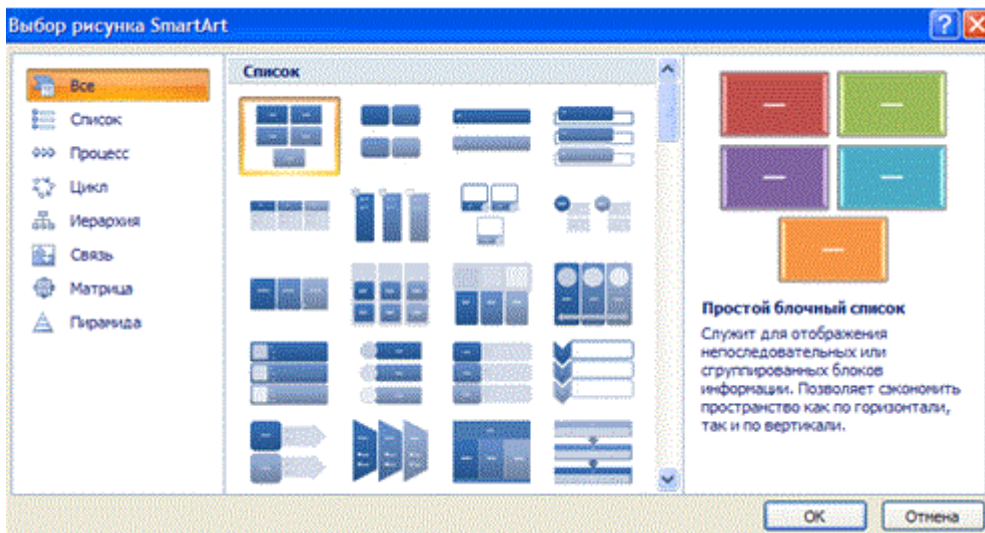 Выбор рисунка SmartArt
Все
Список
Процесс
Цикл
Иерархия
Связь
Матрица
Пирамида
Список
Простой блочный список
Служит для отображения
непоследовательных или
сгруппированных блоков
информации. Позволяет сэкономить
пространство как по горизонтали,
так и по вертикали.
ОК
Отмена